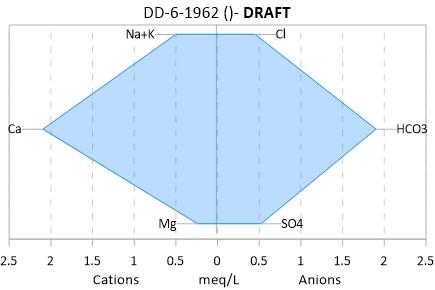 DD-6-1962 ()- DRAFT
Na+K Cl
Ca HCO3
Mg SO4
2.5 2 1.5 1 0.5 0 0.5 1 1.5 2 2.5
Cations meq/L Anions